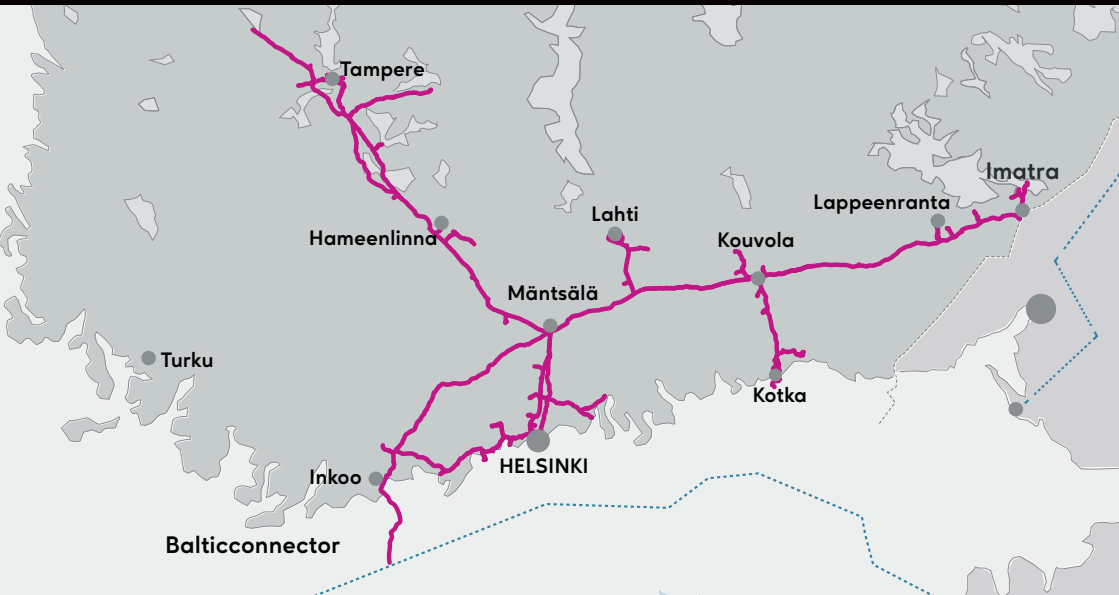 Tampere
Imatra
Lappeenranta
Lahti
Hameenlinna
Kouvola
Mäntsälä
Turku
Kotka
HELSINKI
Inkoo
Balticconnector